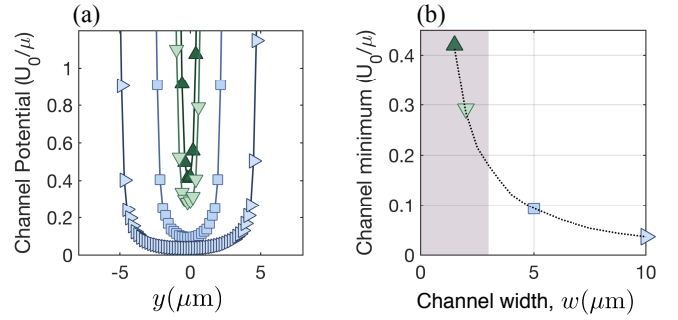 (a)
Channel Potential (U0/μ)
1
0.8
0.6
0.4
0.2
0
-5
0
5
y(μm)
(b)
Channel minimum (U0/μ)
0.4
0.3
0.2
0.1
0
0
5
10
Channel width, w(μm)